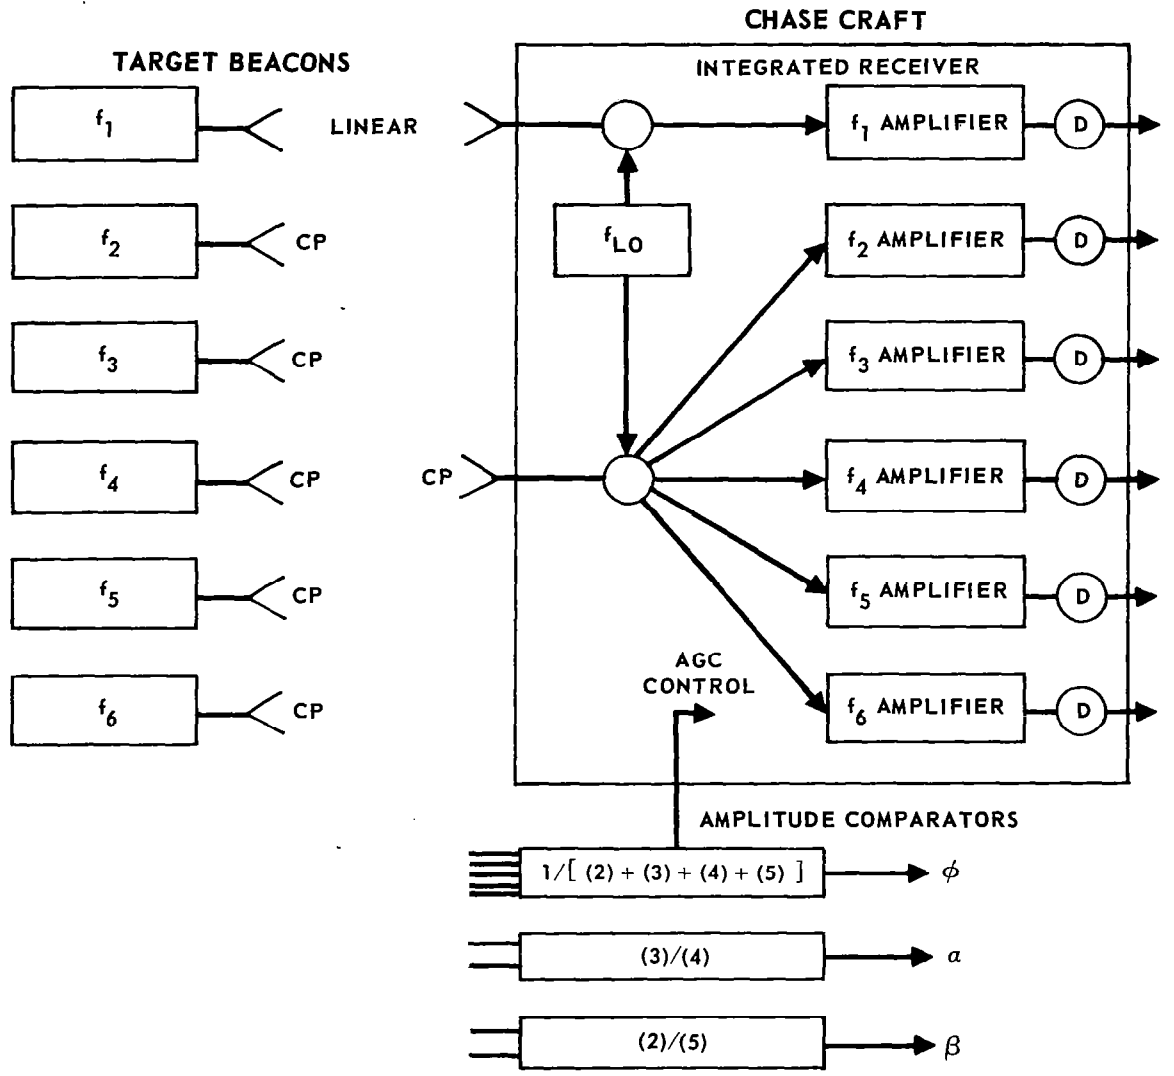 CHASE CRAFT
TARGET BEACONS
INTEGRATED RECEIVER
f1
LINEAR
f1 AMPLIFIER
D
f2
CP
fLO
f2 AMPLIFIER
D
f3
CP
f3 AMPLIFIER
D
f4
CP
CP
f4 AMPLIFIER
D
f5
CP
f5 AMPLIFIER
D
AGC
CONTROL
f6
CP
f6 AMPLIFIER
D
AMPLITUDE COMPARATORS
1/[ (2) + (3) + (4) + (5) ]
ϕ
(3)/(4)
α
(2)/(5)
β